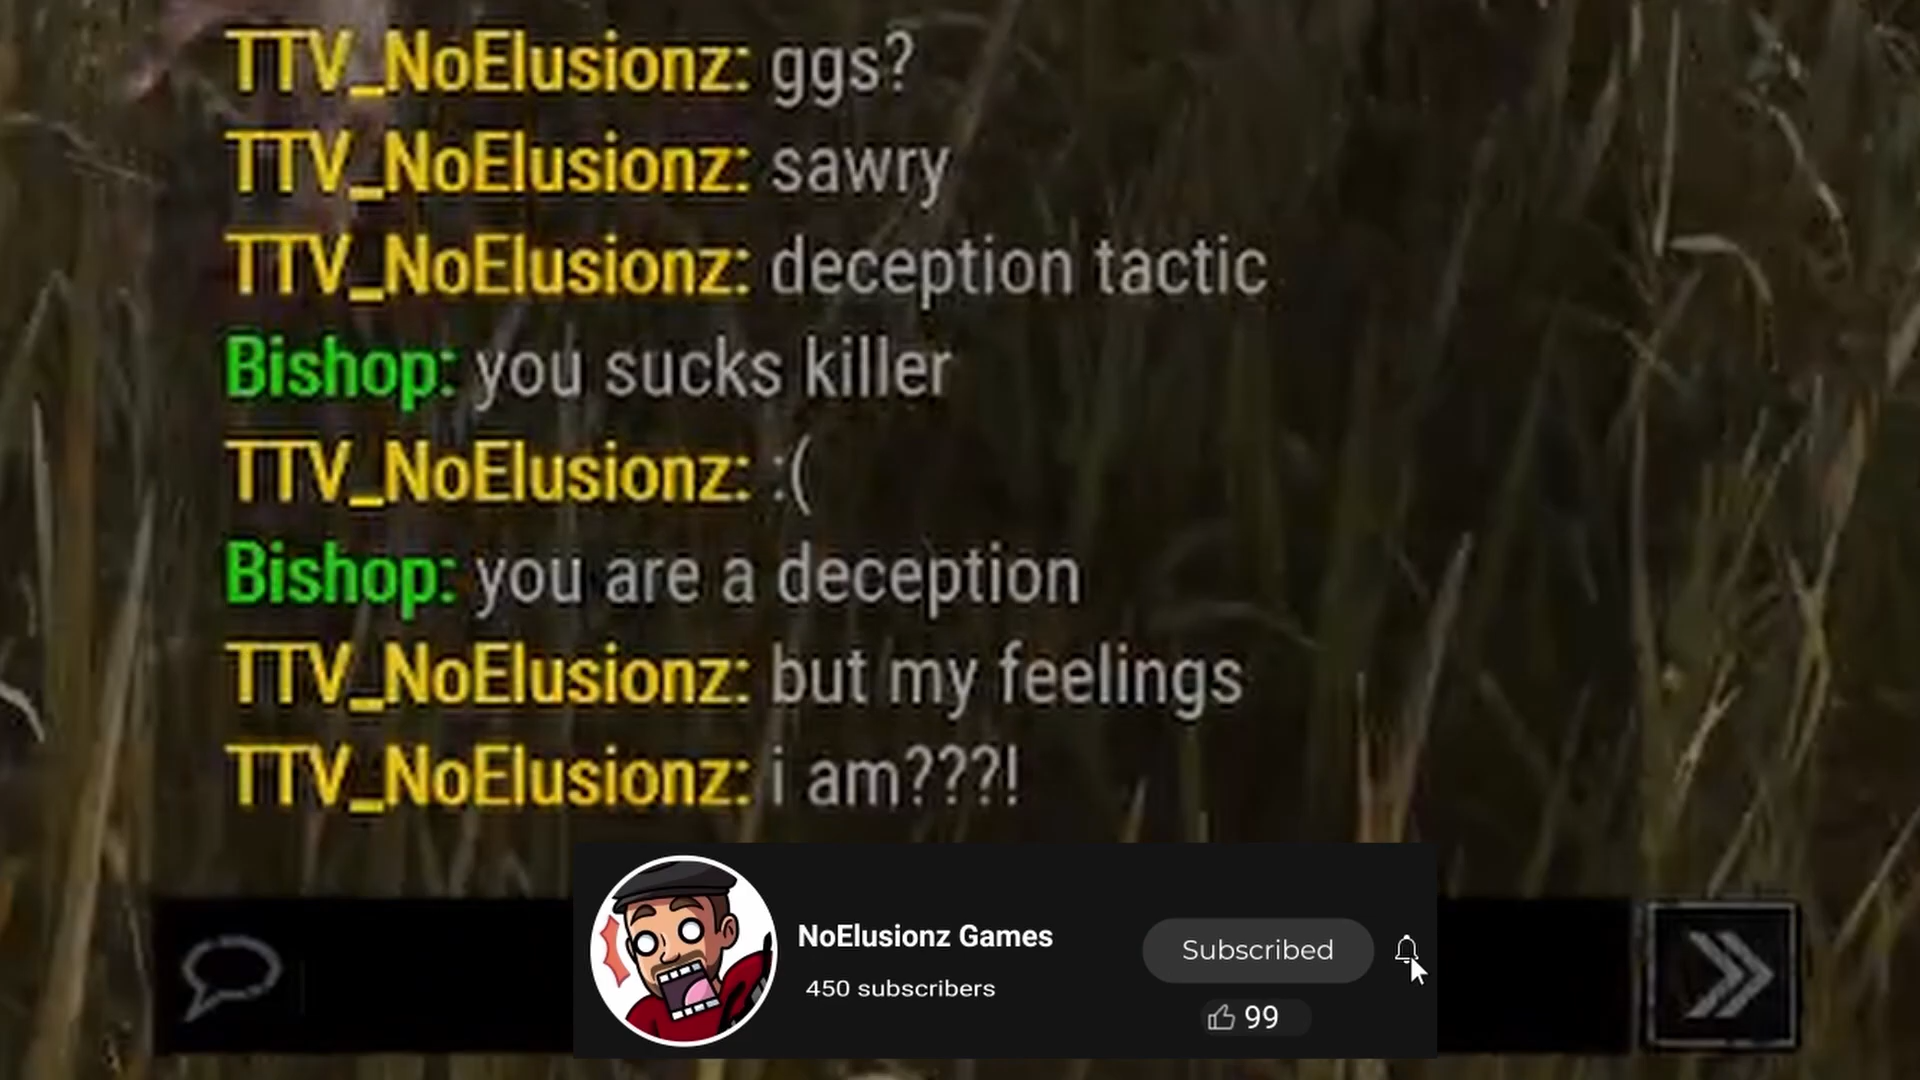 TTV_NoElusionz: ggs?
TTV_NoElusionz: sawry
TTV_NoElusionz: deception tactic
Bishop: you sucks killer
TTV_NoElusionz: :(
Bishop: you are a deception
TTV_NoElusionz: but my feelings
TTV_NoElusionz: i am???!
NoElusionz Games
450 subscribers
Subscribed
99